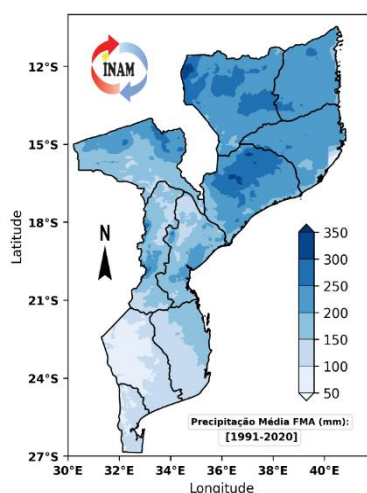 INAM
12°S
15°S
18°S
21°S
24°S
27°S
Latitude
N
350
300
250
200
150
100
50
Precipitação Média FMA (mm):
[1991-2020]
30°E
32°E
34°E
36°E
38°E
40°E
Longitude